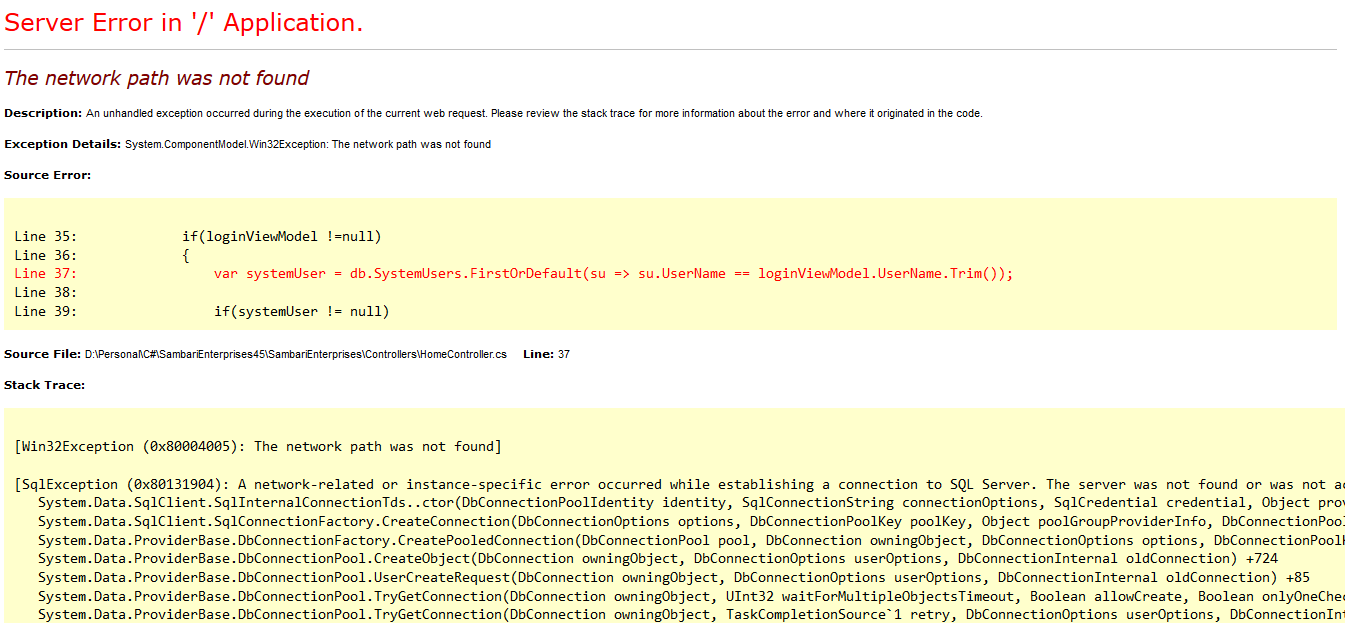 Server Error in '/' Application.
The network path was not found
Description: An unhandled exception occurred during the execution of the current web request. Please review the stack trace for more information about the error and where it originated in the code.
Exception Details: System.ComponentModel.Win32Exception: The network path was not found
Source Error:
Line 35:             if(loginViewModel !=null)
Line 36:             {
Line 37:                 var systemUser = db.SystemUsers.FirstOrDefault(su => su.UserName == loginViewModel.UserName.Trim());
Line 38:
Line 39:                 if(systemUser != null)
Source File: D:\Personal\C#\SambariEnterprises45\SambariEnterprises\Controllers\HomeController.cs    Line: 37
Stack Trace:
[Win32Exception (0x80004005): The network path was not found]
[SqlException (0x80131904): A network-related or instance-specific error occurred while establishing a connection to SQL Server. The server was not found or was not ac
System.Data.SqlClient.SqlInternalConnectionTds..ctor(DbConnectionPoolIdentity identity, SqlConnectionString connectionOptions, SqlCredential credential, Object prov
System.Data.SqlClient.SqlConnectionFactory.CreateConnection(DbConnectionOptions options, DbConnectionPoolKey poolKey, Object poolGroupProviderInfo, DbConnectionPool
System.Data.ProviderBase.DbConnectionFactory.CreatePooledConnection(DbConnectionPool pool, DbConnection owningObject, DbConnectionOptions options, DbConnectionPoolK
System.Data.ProviderBase.DbConnectionPool.CreateObject(DbConnection owningObject, DbConnectionOptions userOptions, DbConnectionInternal oldConnection) +724
System.Data.ProviderBase.DbConnectionPool.UserCreateRequest(DbConnection owningObject, DbConnectionOptions userOptions, DbConnectionInternal oldConnection) +85
System.Data.ProviderBase.DbConnectionPool.TryGetConnection(DbConnection owningObject, UInt32 waitForMultipleObjectsTimeout, Boolean allowCreate, Boolean onlyOneChec
System.Data.ProviderBase.DbConnectionPool.TryGetConnection(DbConnection owningObject, TaskCompletionSource`1 retry, DbConnectionOptions userOptions, DbConnectionInt